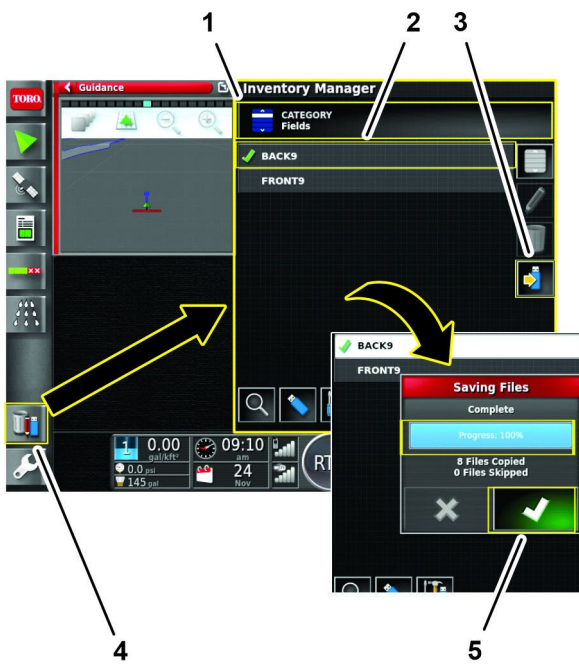 1
2
3
TORO.
Guidance
Inventory Manager
CATEGORY
Fields
BACK9
FRONT9
BACK9
FRONT9
Saving Files
Complete
Progress: 100%
8 Files Copied
0 Files Skipped
1
0.00
gal/kft²
0.0 psi
145 gal
09:10
am
24
Nov
RT
4
5